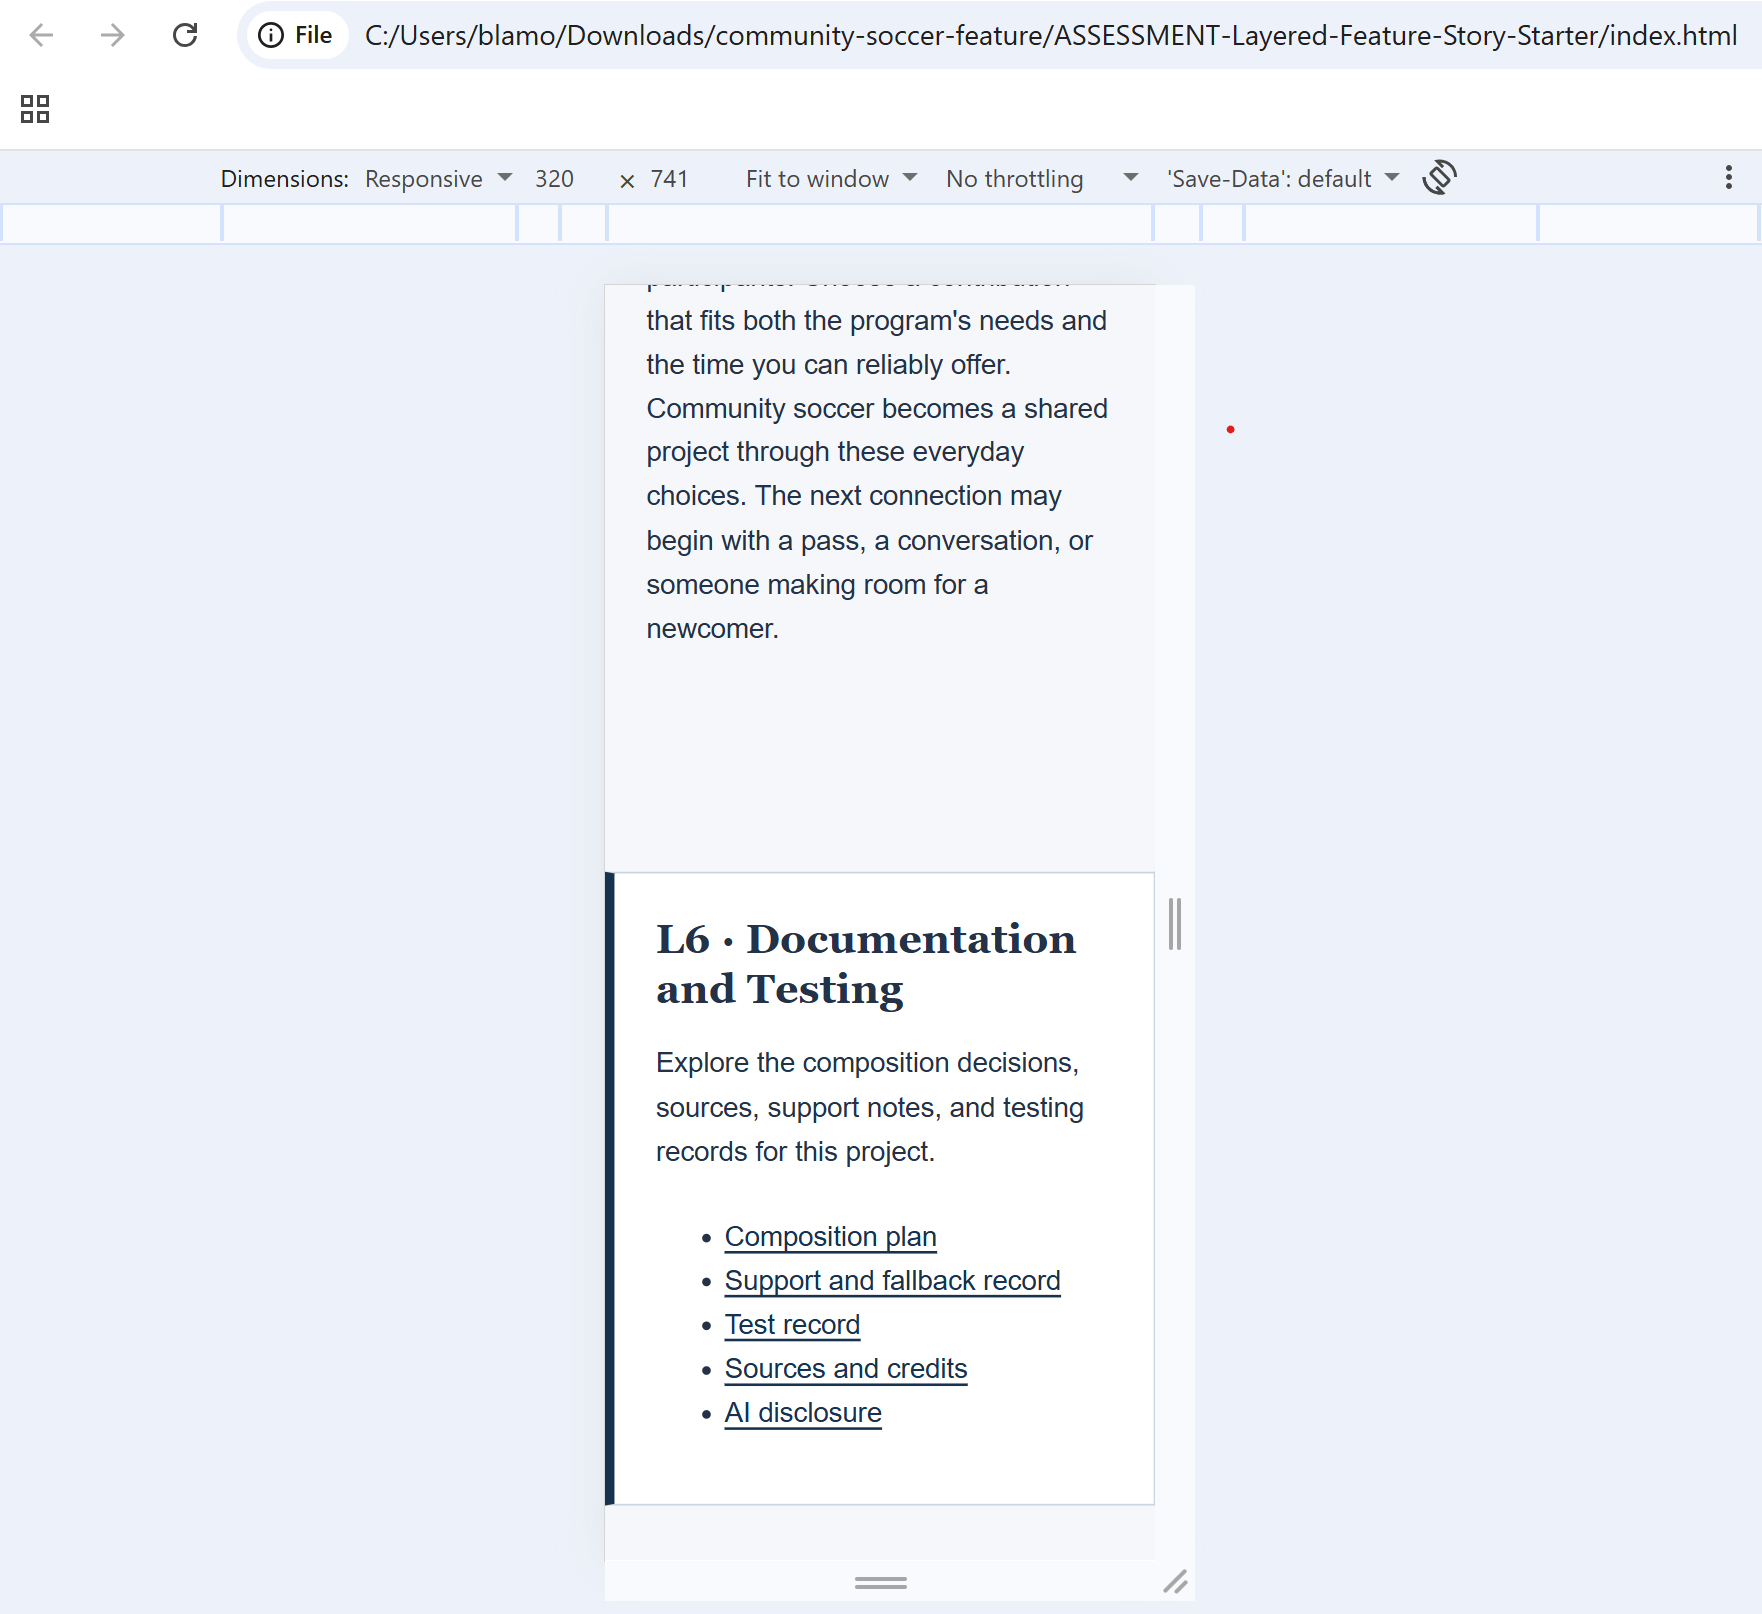 File
C:/Users/blamo/Downloads/community-soccer-feature/ASSESSMENT-Layered-Feature-Story-Starter/index.html
Dimensions: Responsive 320 × 741 Fit to window No throttling 'Save-Data': default
participants. Choose a contribution
that fits both the program's needs and
the time you can reliably offer.
Community soccer becomes a shared
project through these everyday
choices. The next connection may
begin with a pass, a conversation, or
someone making room for a
newcomer.
L6 • Documentation
and Testing
Explore the composition decisions,
sources, support notes, and testing
records for this project.
• Composition plan
• Support and fallback record
• Test record
• Sources and credits
• AI disclosure